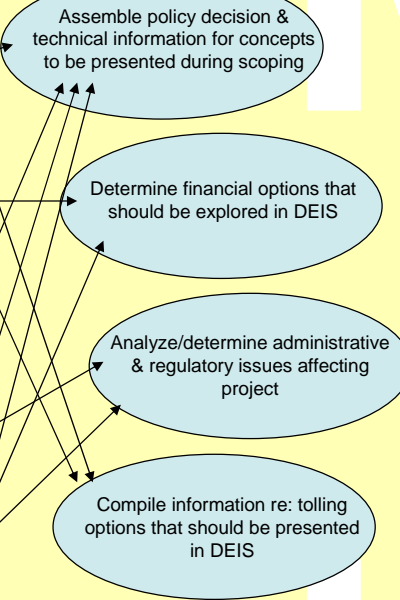 Assemble policy decision &
technical information for concepts
to be presented during scoping
Determine financial options that
should be explored in DEIS
Analyze/determine administrative
& regulatory issues affecting
project
Compile information re: tolling
options that should be presented
in DEIS